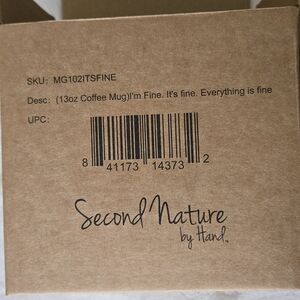 SKU: MG102ITSFINE
Desc: (13oz Coffee Mug)I'm Fine. It's fine. Everything is fine
UPC:
8 41173 14373 2
Second Nature
by Hand™